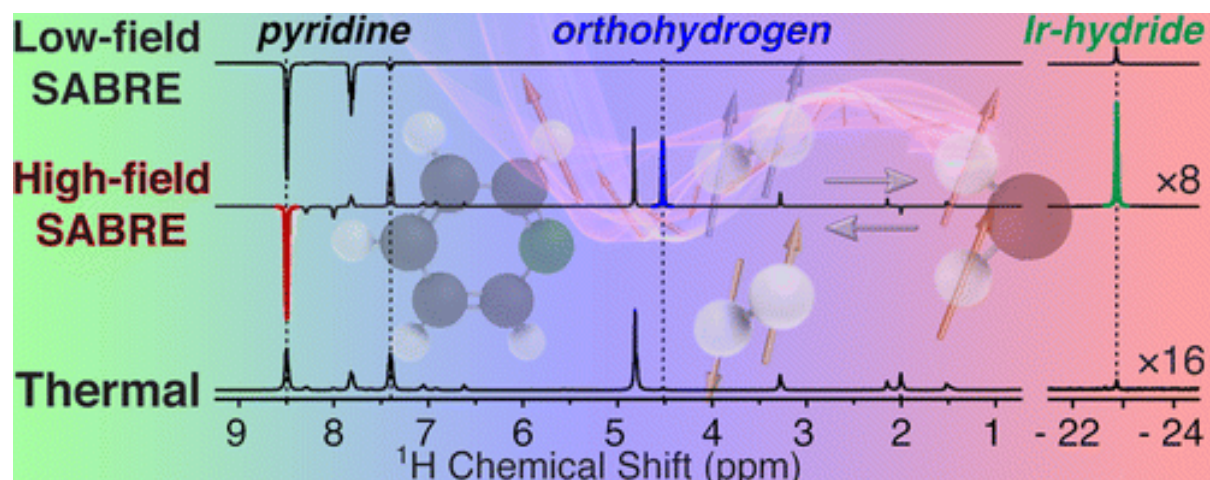 Low-field
SABRE
pyridine
orthohydrogen
Ir-hydride
High-field
SABRE
×8
Thermal
×16
9 8 7 6 5 4 3 2 1 - 22 - 24
¹H Chemical Shift (ppm)